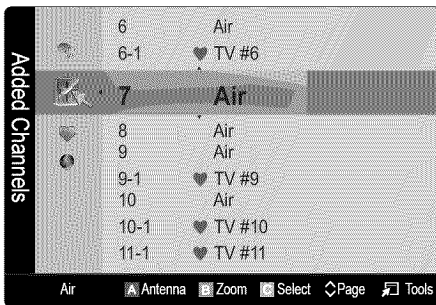 Added Channels
6 Air
6-1 ♥ TV #6
7 Air
8 Air
9 Air
9-1 ♥ TV #9
10 Air
10-1 ♥ TV #10
11-1 ♥ TV #11
Air A Antenna B Zoom C Select Page Tools